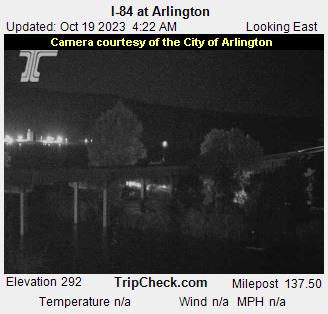 I-84 at Arlington
Updated: Oct 19 2023 4:22 AM Looking East
Camera courtesy of the City of Arlington
Elevation 292 TripCheck.com Milepost 137.50
Temperature n/a Wind n/a MPH n/a